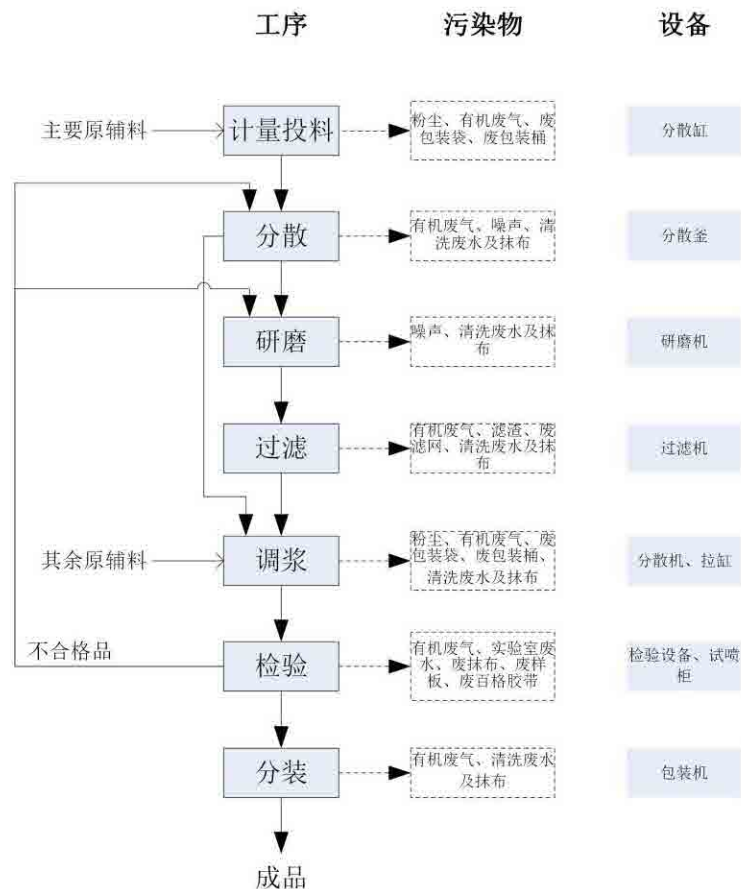 工序 污染物 设备
主要原辅料
计量投料
粉尘、有机废气、废
包装袋、废包装桶
分散缸
分散
有机废气、噪声、清
洗废水及抹布
分散釜
研磨
噪声、清洗废水及抹
布
研磨机
过滤
有机废气、滤渣、废
滤网、清洗废水及抹
布
过滤机
其余原辅料
调浆
粉尘、有机废气、废
包装袋、废包装桶、
清洗废水及抹布
分散机、拉缸
不合格品
检验
有机废气、实验室废
水、废抹布、废样
板、废百格胶带
检验设备、试喷
柜
分装
有机废气、清洗废水
及抹布
包装机
成品